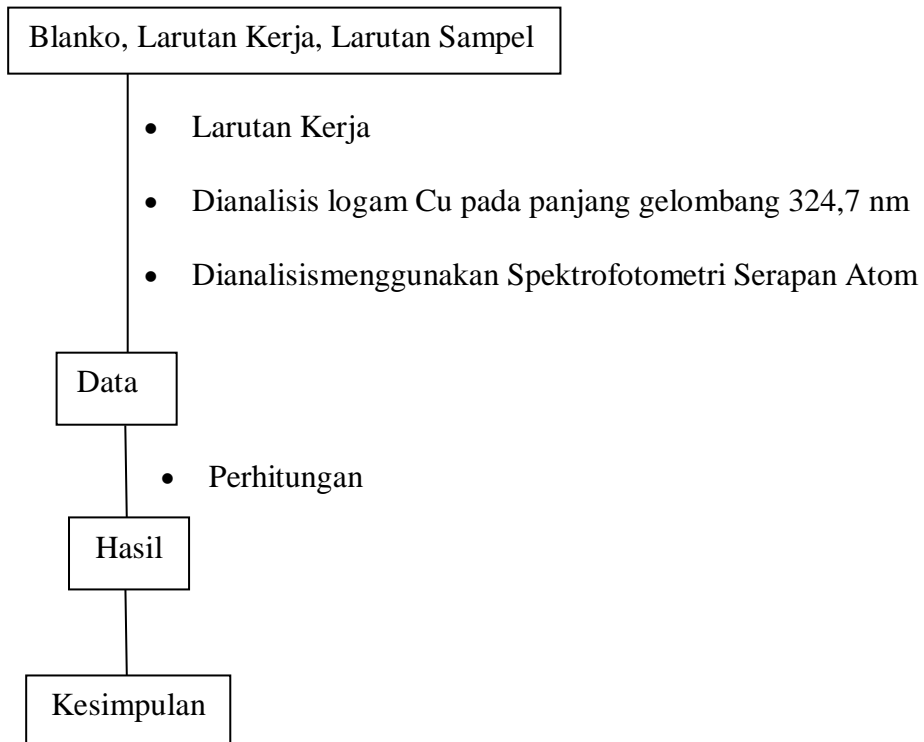 Blanko, Larutan Kerja, Larutan Sampel
• Larutan Kerja
• Dianalisis logam Cu pada panjang gelombang 324,7 nm
• Dianalisismenggunakan Spektrofotometri Serapan Atom
Data
• Perhitungan
Hasil
Kesimpulan